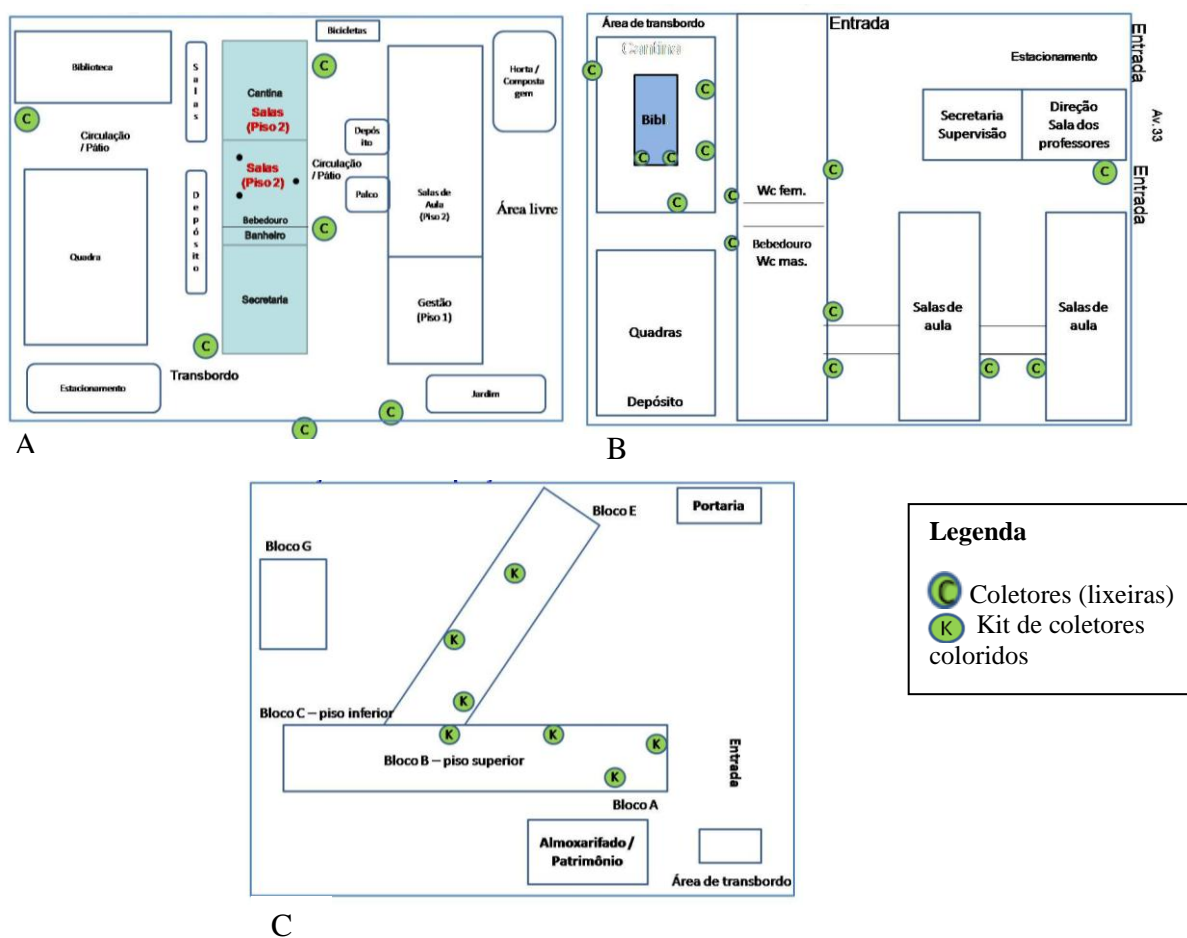 Bicicletas
Biblioteca
Salas
C
Cantina
Salas
(Piso 2)
Horta /
Composta
gem
C
Circulação
/ Pátio
Depós
ito
Salas
(Piso 2)
Circulação
/ Pátio
Palco
Salas de
Aula
(Piso 2)
Área livre
Depósito
Quadra
Bebedouro
Banheiro
C
Secretaria
Gestão
(Piso 1)
C
Transbordo
Estacionamento
Jardim
C
C
A
Área de transbordo
Entrada
Cantina
Entrada
Estacionamento
C
C
Bibl
Secretaria
Supervisão
Direção
Sala dos
professores
Av. 33
C
C
C
C
C
C
Entrada
C
Wc fem.
C
C
Bebedouro
Wc mas.
Quadras
C
Salas de
aula
Salas de
aula
C
C
C
Depósito
B
Bloco E
Portaria
Bloco G
K
K
K
Bloco C – piso inferior
K
K
K
Bloco B – piso superior
K
Entrada
Bloco A
Almoxarifado /
Patrimônio
Área de transbordo
C
Legenda
C Coletores (lixeiras)
K Kit de coletores
coloridos